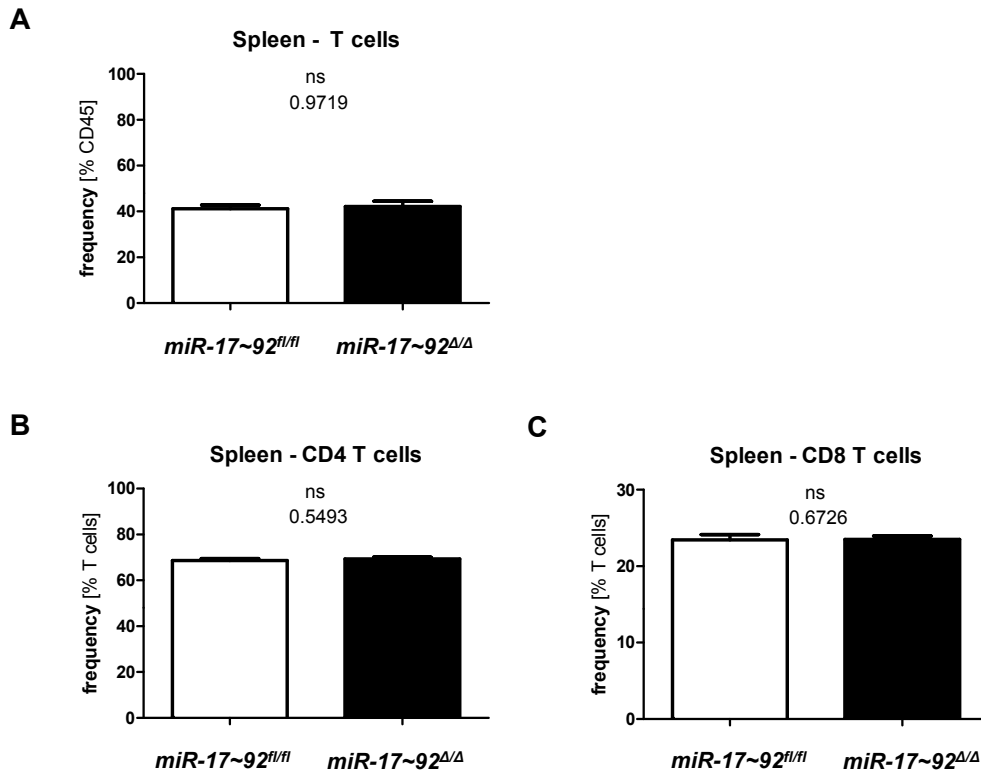 A
Spleen - T cells
ns
0.9719
frequency [% CD45]
100
80
60
40
20
0
miR-17~92fl/fl
miR-17~92Δ/Δ
B
Spleen - CD4 T cells
ns
0.5493
frequency [% T cells]
100
80
60
40
20
0
miR-17~92fl/fl
miR-17~92Δ/Δ
C
Spleen - CD8 T cells
ns
0.6726
frequency [% T cells]
30
20
10
0
miR-17~92fl/fl
miR-17~92Δ/Δ